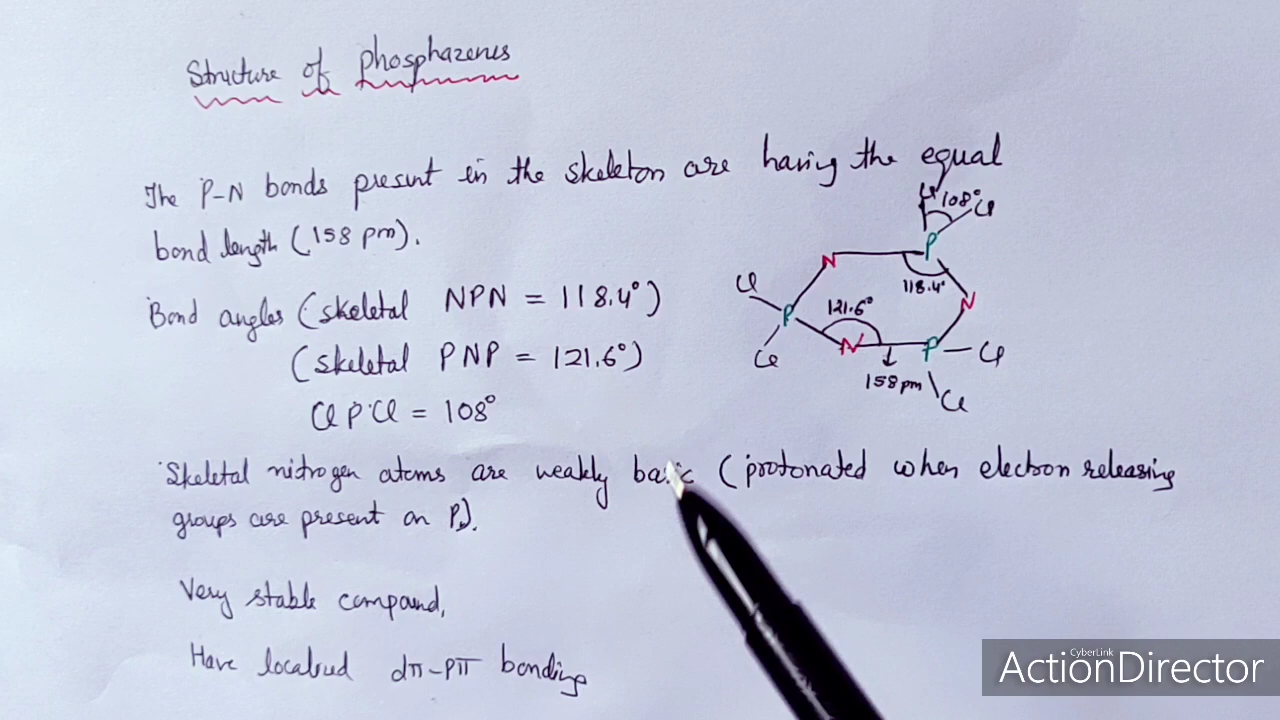 Structure of phosphazenes
The P-N bonds present in the skeleton are having the equal
bond length (158 pm).
Bond angles (skeletal NPN = 118.4°)
(skeletal PNP = 121.6°)
Cl P Cl = 108°
Cl 108° Cl
P
N
118.4°
Cl
121.6°
N
P
Cl
N
P - Cl
158 pm
Cl
Skeletal nitrogen atoms are weakly basic (protonated when electron releasing
groups are present on P).
Very stable compound,
Have localised dπ-pπ bonding
CyberLink
ActionDirector